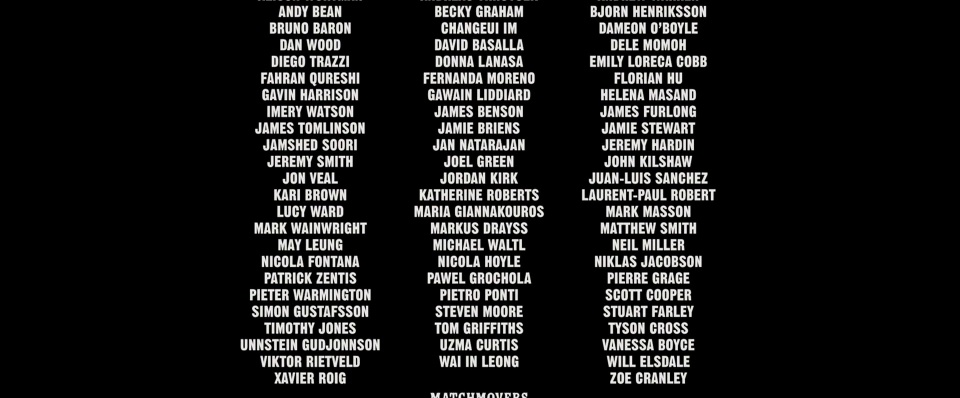 ANDY BEAN BECKY GRAHAM BJORN HENRIKSSON
BRUNO BARON CHANGEUI IM DAMEON O'BOYLE
DAN WOOD DAVID BASALLA DELE MOMOH
DIEGO TRAZZI DONNA LANASA EMILY LORECA COBB
FAHRAN QURESHI FERNANDA MORENO FLORIAN HU
GAVIN HARRISON GAWAIN LIDDIARD HELENA MASAND
IMERY WATSON JAMES BENSON JAMES FURLONG
JAMES TOMLINSON JAMIE BRIENS JAMIE STEWART
JAMSHED SOORI JAN NATARAJAN JEREMY HARDIN
JEREMY SMITH JOEL GREEN JOHN KILSHAW
JON VEAL JORDAN KIRK JUAN-LUIS SANCHEZ
KARI BROWN KATHERINE ROBERTS LAURENT-PAUL ROBERT
LUCY WARD MARIA GIANNAKOUROS MARK MASSON
MARK WAINWRIGHT MARKUS DRAYSS MATTHEW SMITH
MAY LEUNG MICHAEL WALTL NEIL MILLER
NICOLA FONTANA NICOLA HOYLE NIKLAS JACOBSON
PATRICK ZENTIS PAWEL GROCHOLA PIERRE GRAGE
PIETER WARMINGTON PIETRO PONTI SCOTT COOPER
SIMON GUSTAFSSON STEVEN MOORE STUART FARLEY
TIMOTHY JONES TOM GRIFFITHS TYSON CROSS
UNNSTEIN GUDJONNSON UZMA CURTIS VANESSA BOYCE
VIKTOR RIETVELD WAI IN LEONG WILL ELSDALE
XAVIER ROIG ZOE CRANLEY
MATCHMOVERS